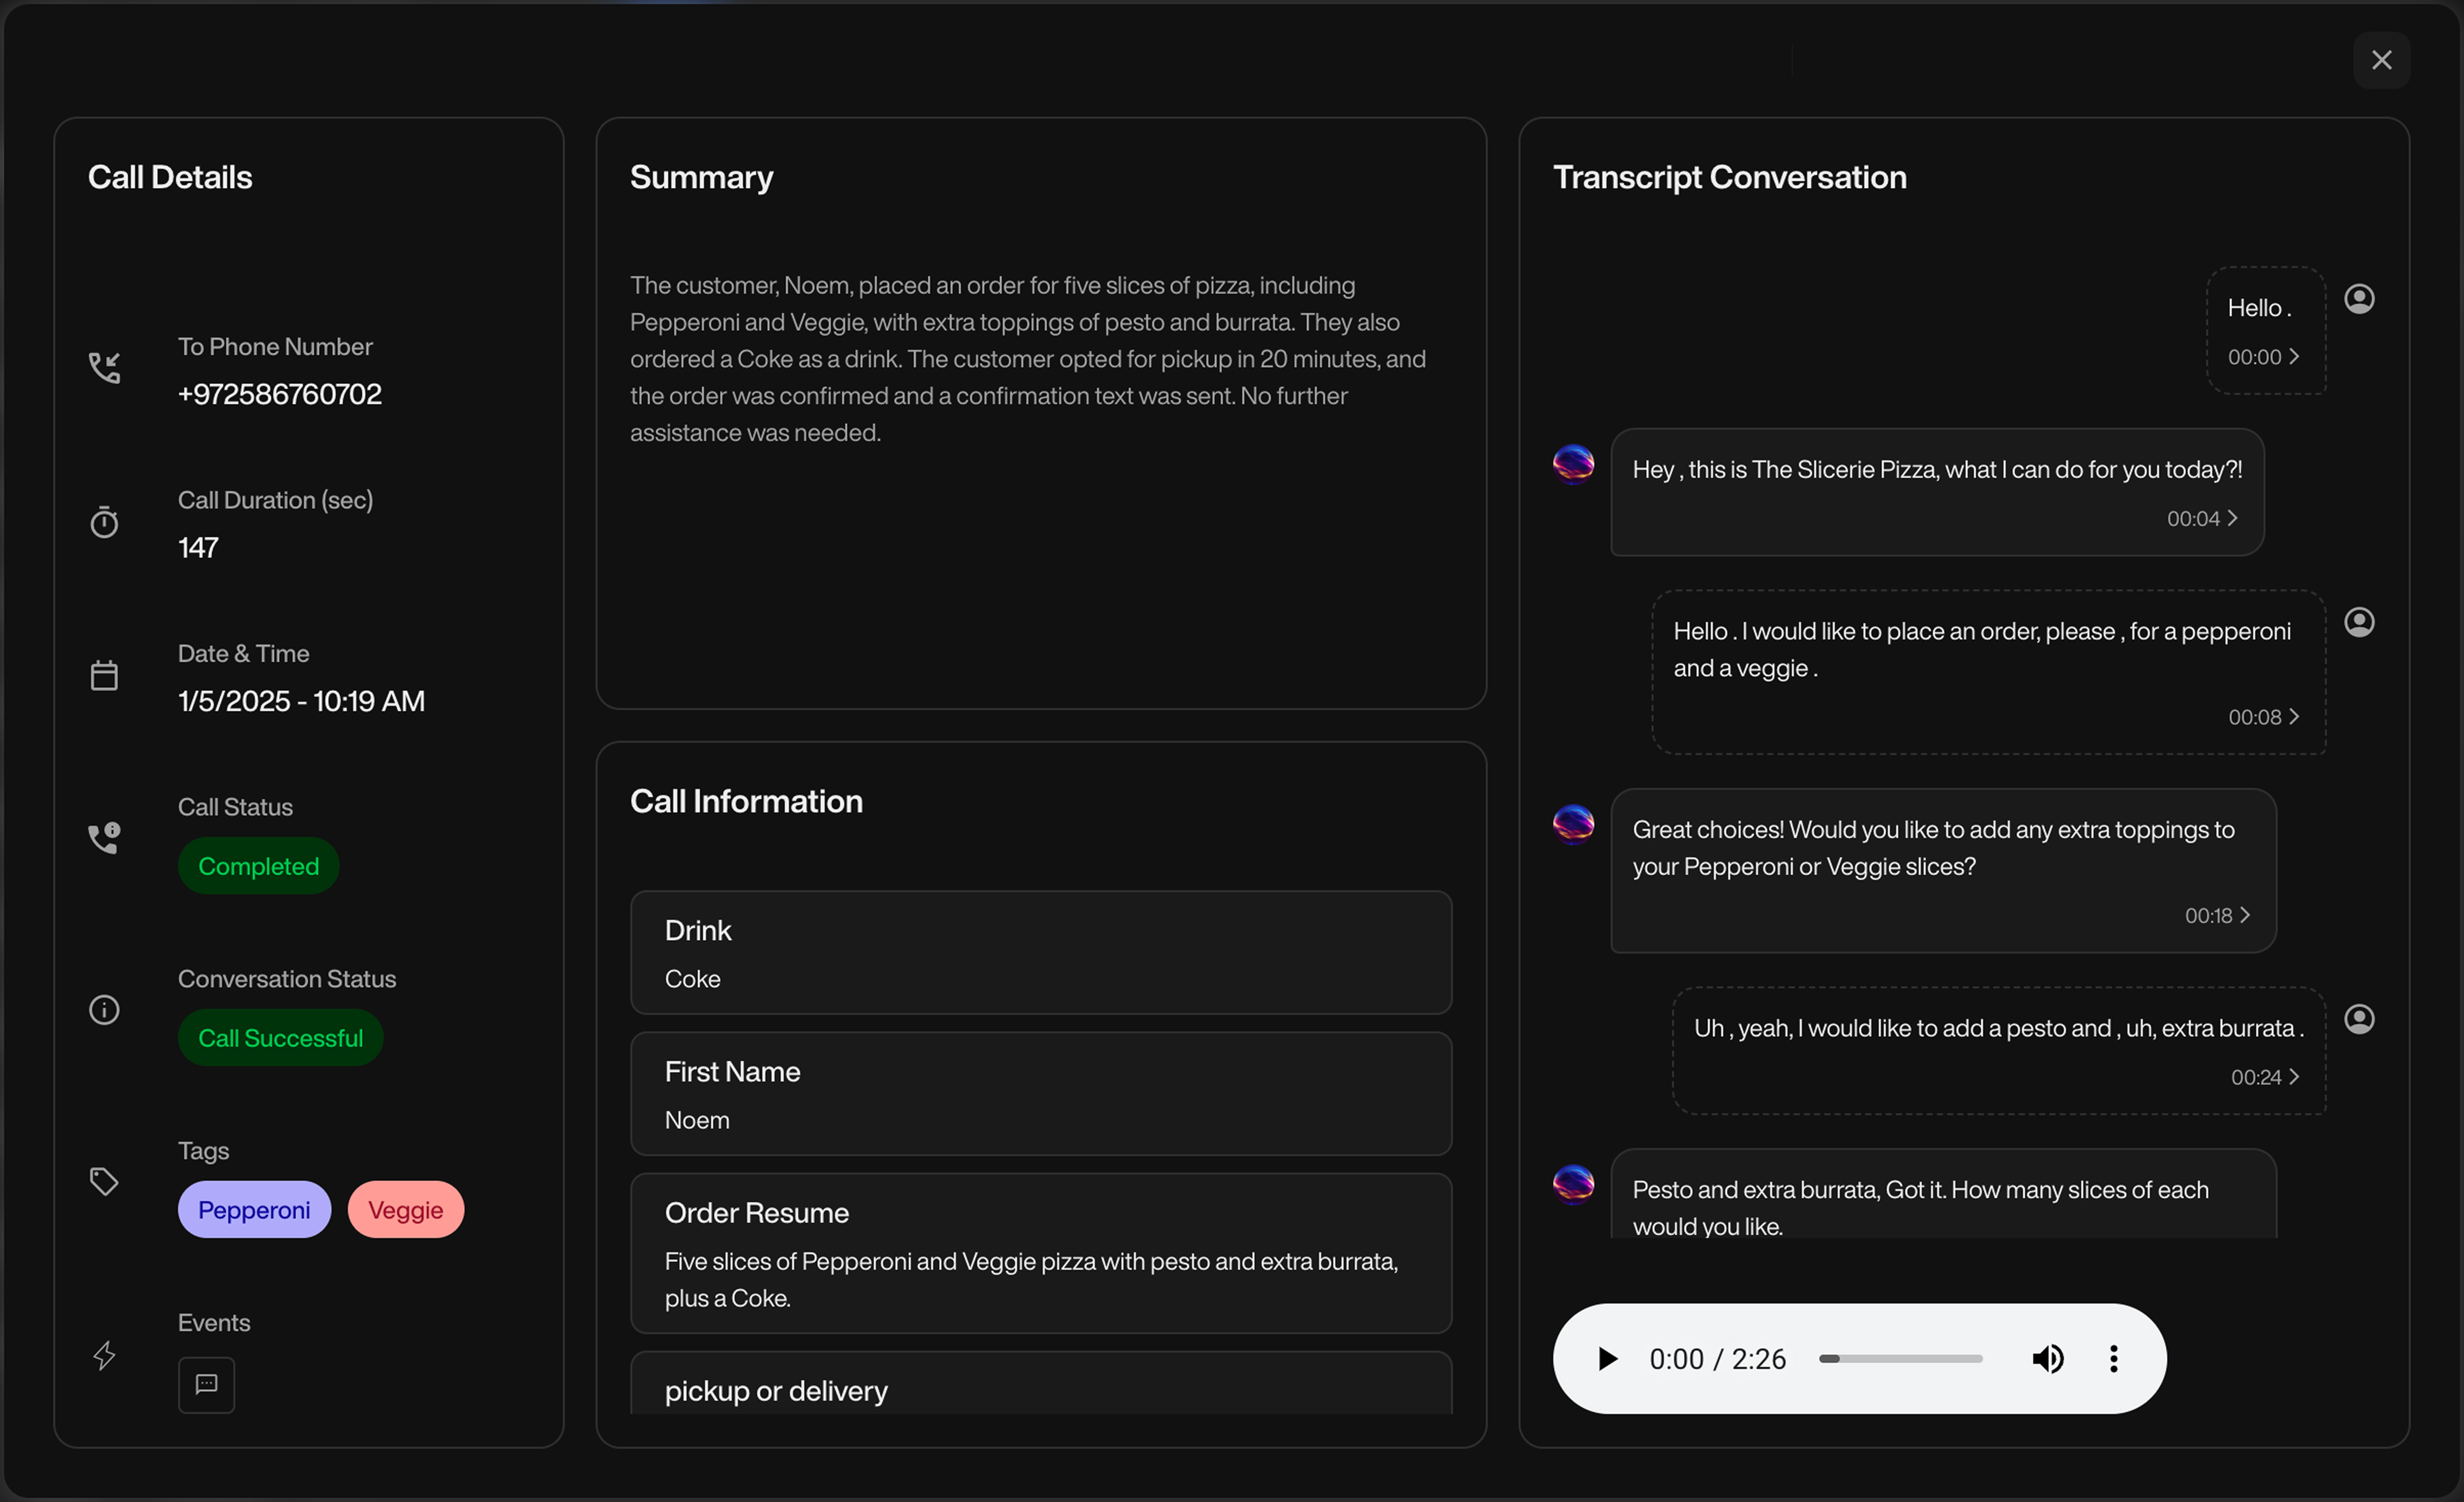 Call Details
To Phone Number
+972586760702
Call Duration (sec)
147
Date & Time
1/5/2025 - 10:19 AM
Call Status
Completed
Conversation Status
Call Successful
Tags
Pepperoni
Veggie
Events
Summary
The customer, Noem, placed an order for five slices of pizza, including
Pepperoni and Veggie, with extra toppings of pesto and burrata. They also
ordered a Coke as a drink. The customer opted for pickup in 20 minutes, and
the order was confirmed and a confirmation text was sent. No further
assistance was needed.
Call Information
Drink
Coke
First Name
Noem
Order Resume
Five slices of Pepperoni and Veggie pizza with pesto and extra burrata,
plus a Coke.
pickup or delivery
Transcript Conversation
Hello .
00:00
Hey , this is The Slicerie Pizza, what I can do for you today?!
00:04
Hello . I would like to place an order, please , for a pepperoni
and a veggie .
00:08
Great choices! Would you like to add any extra toppings to
your Pepperoni or Veggie slices?
00:18
Uh , yeah, I would like to add a pesto and , uh, extra burrata .
00:24
Pesto and extra burrata, Got it. How many slices of each
would you like.
0:00 / 2:26